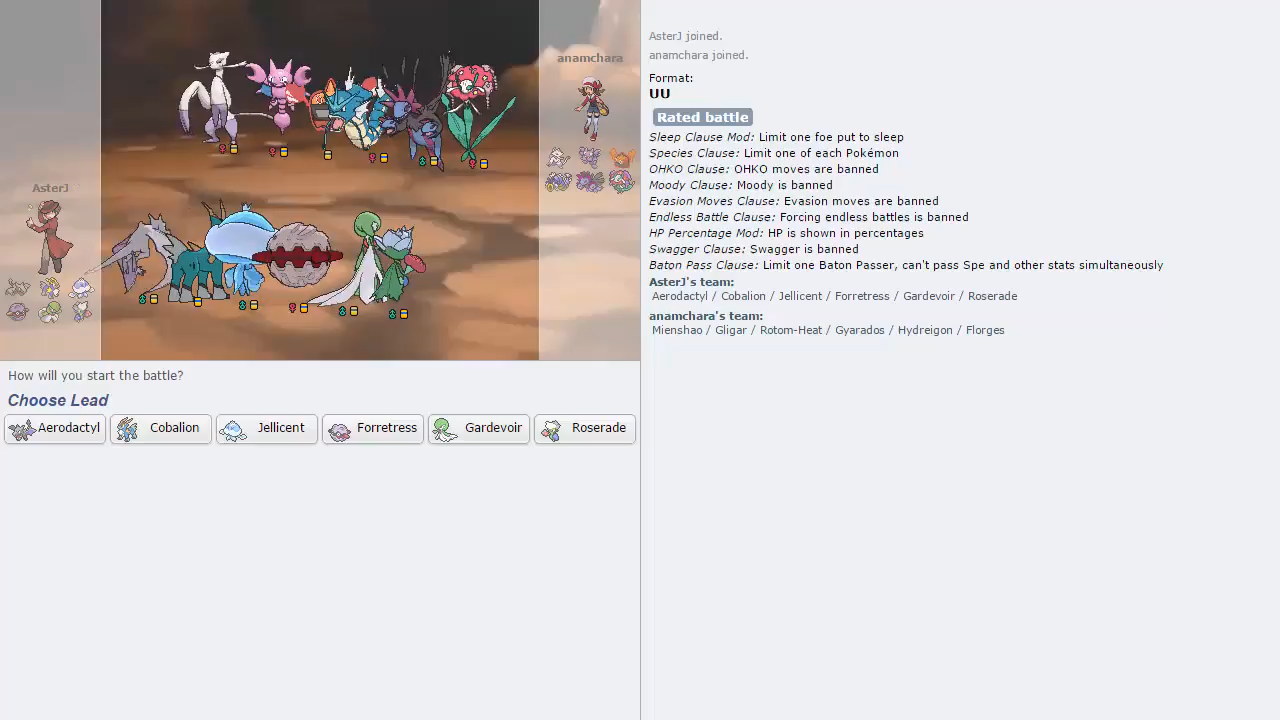 AsterJ
anamchara
How will you start the battle?
Choose Lead
Aerodactyl
Cobalion
Jellicent
Forretress
Gardevoir
Roserade
AsterJ joined.
anamchara joined.
Format:
UU
Rated battle
Sleep Clause Mod: Limit one foe put to sleep
Species Clause: Limit one of each Pokémon
OHKO Clause: OHKO moves are banned
Moody Clause: Moody is banned
Evasion Moves Clause: Evasion moves are banned
Endless Battle Clause: Forcing endless battles is banned
HP Percentage Mod: HP is shown in percentages
Swagger Clause: Swagger is banned
Baton Pass Clause: Limit one Baton Passer, can't pass Spe and other stats simultaneously
AsterJ's team:
Aerodactyl / Cobalion / Jellicent / Forretress / Gardevoir / Roserade
anamchara's team:
Mienshao / Gligar / Rotom-Heat / Gyarados / Hydreigon / Florges